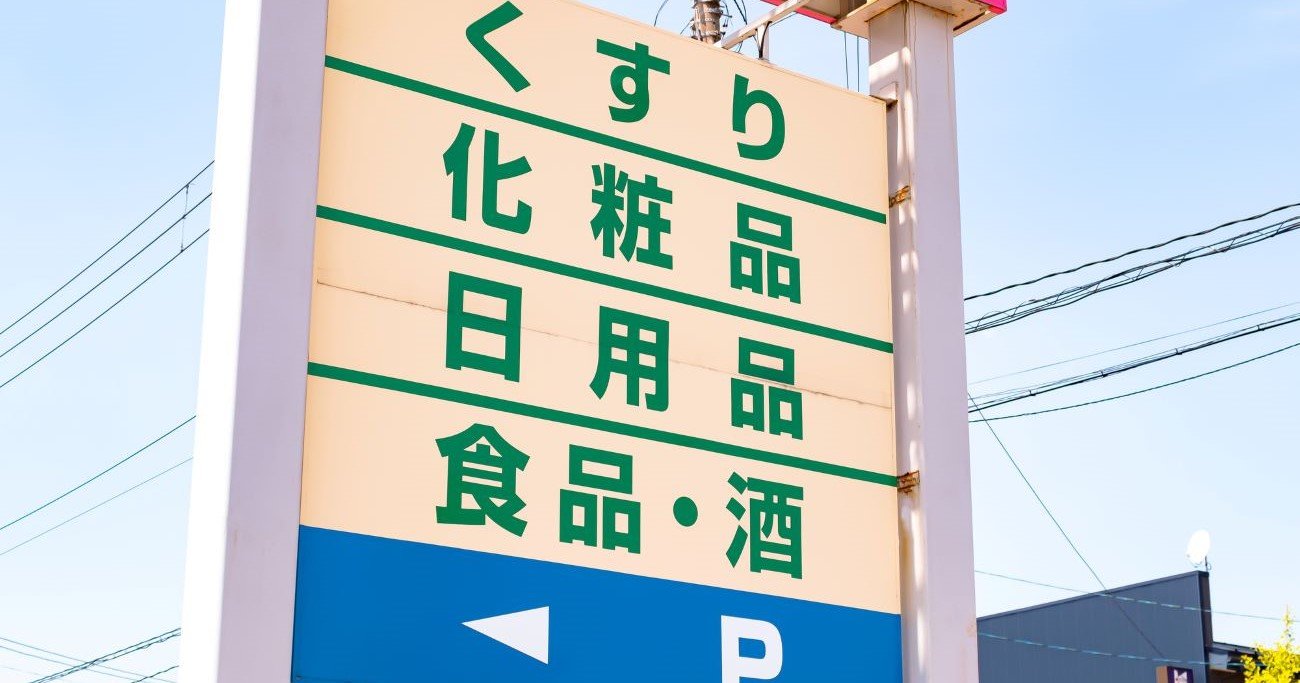 くすり
化粧品
日用品
食品・酒
P